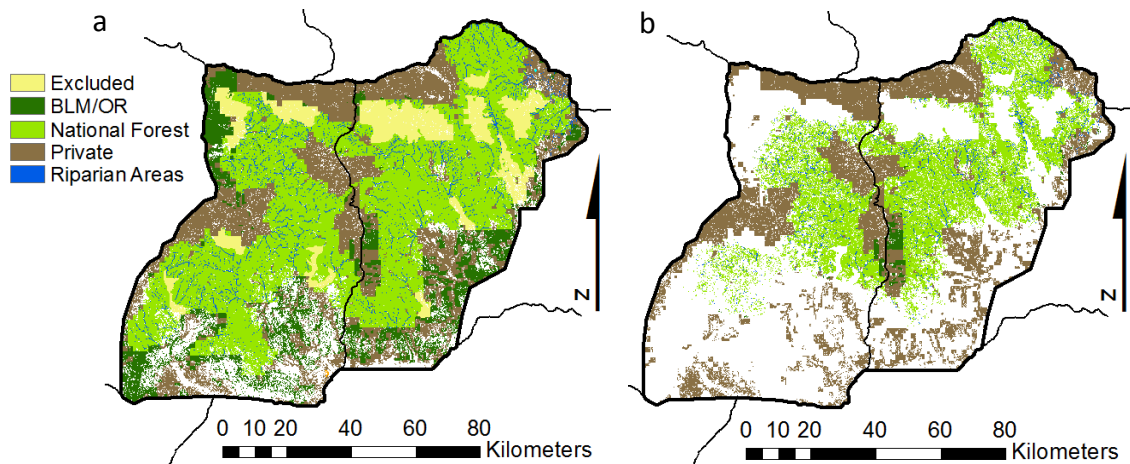 a
b
Excluded
BLM/OR
National Forest
Private
Riparian Areas
N
N
0 10 20 40 60 80
Kilometers
0 10 20 40 60 80
Kilometers